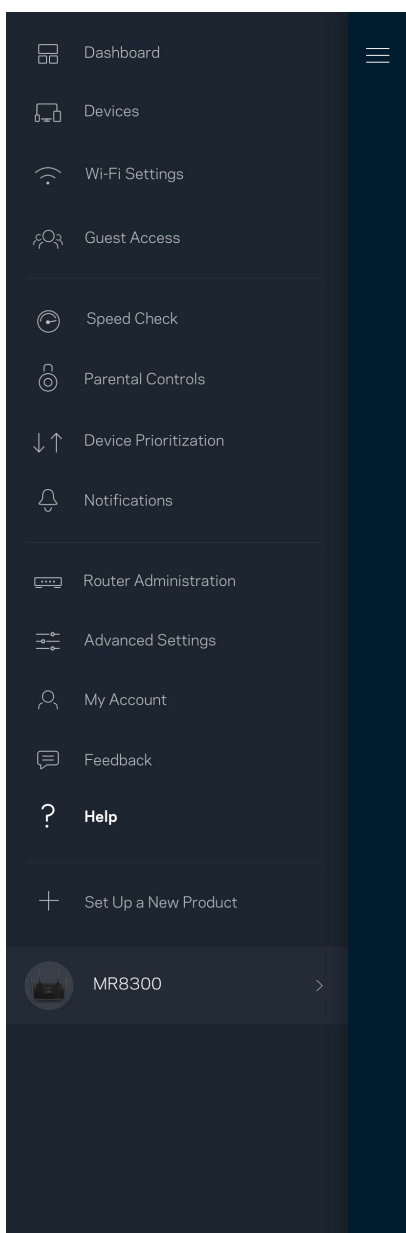 Dashboard
Devices
Wi-Fi Settings
Guest Access
Speed Check
Parental Controls
Device Prioritization
Notifications
Router Administration
Advanced Settings
My Account
Feedback
? Help
Set Up a New Product
MR8300